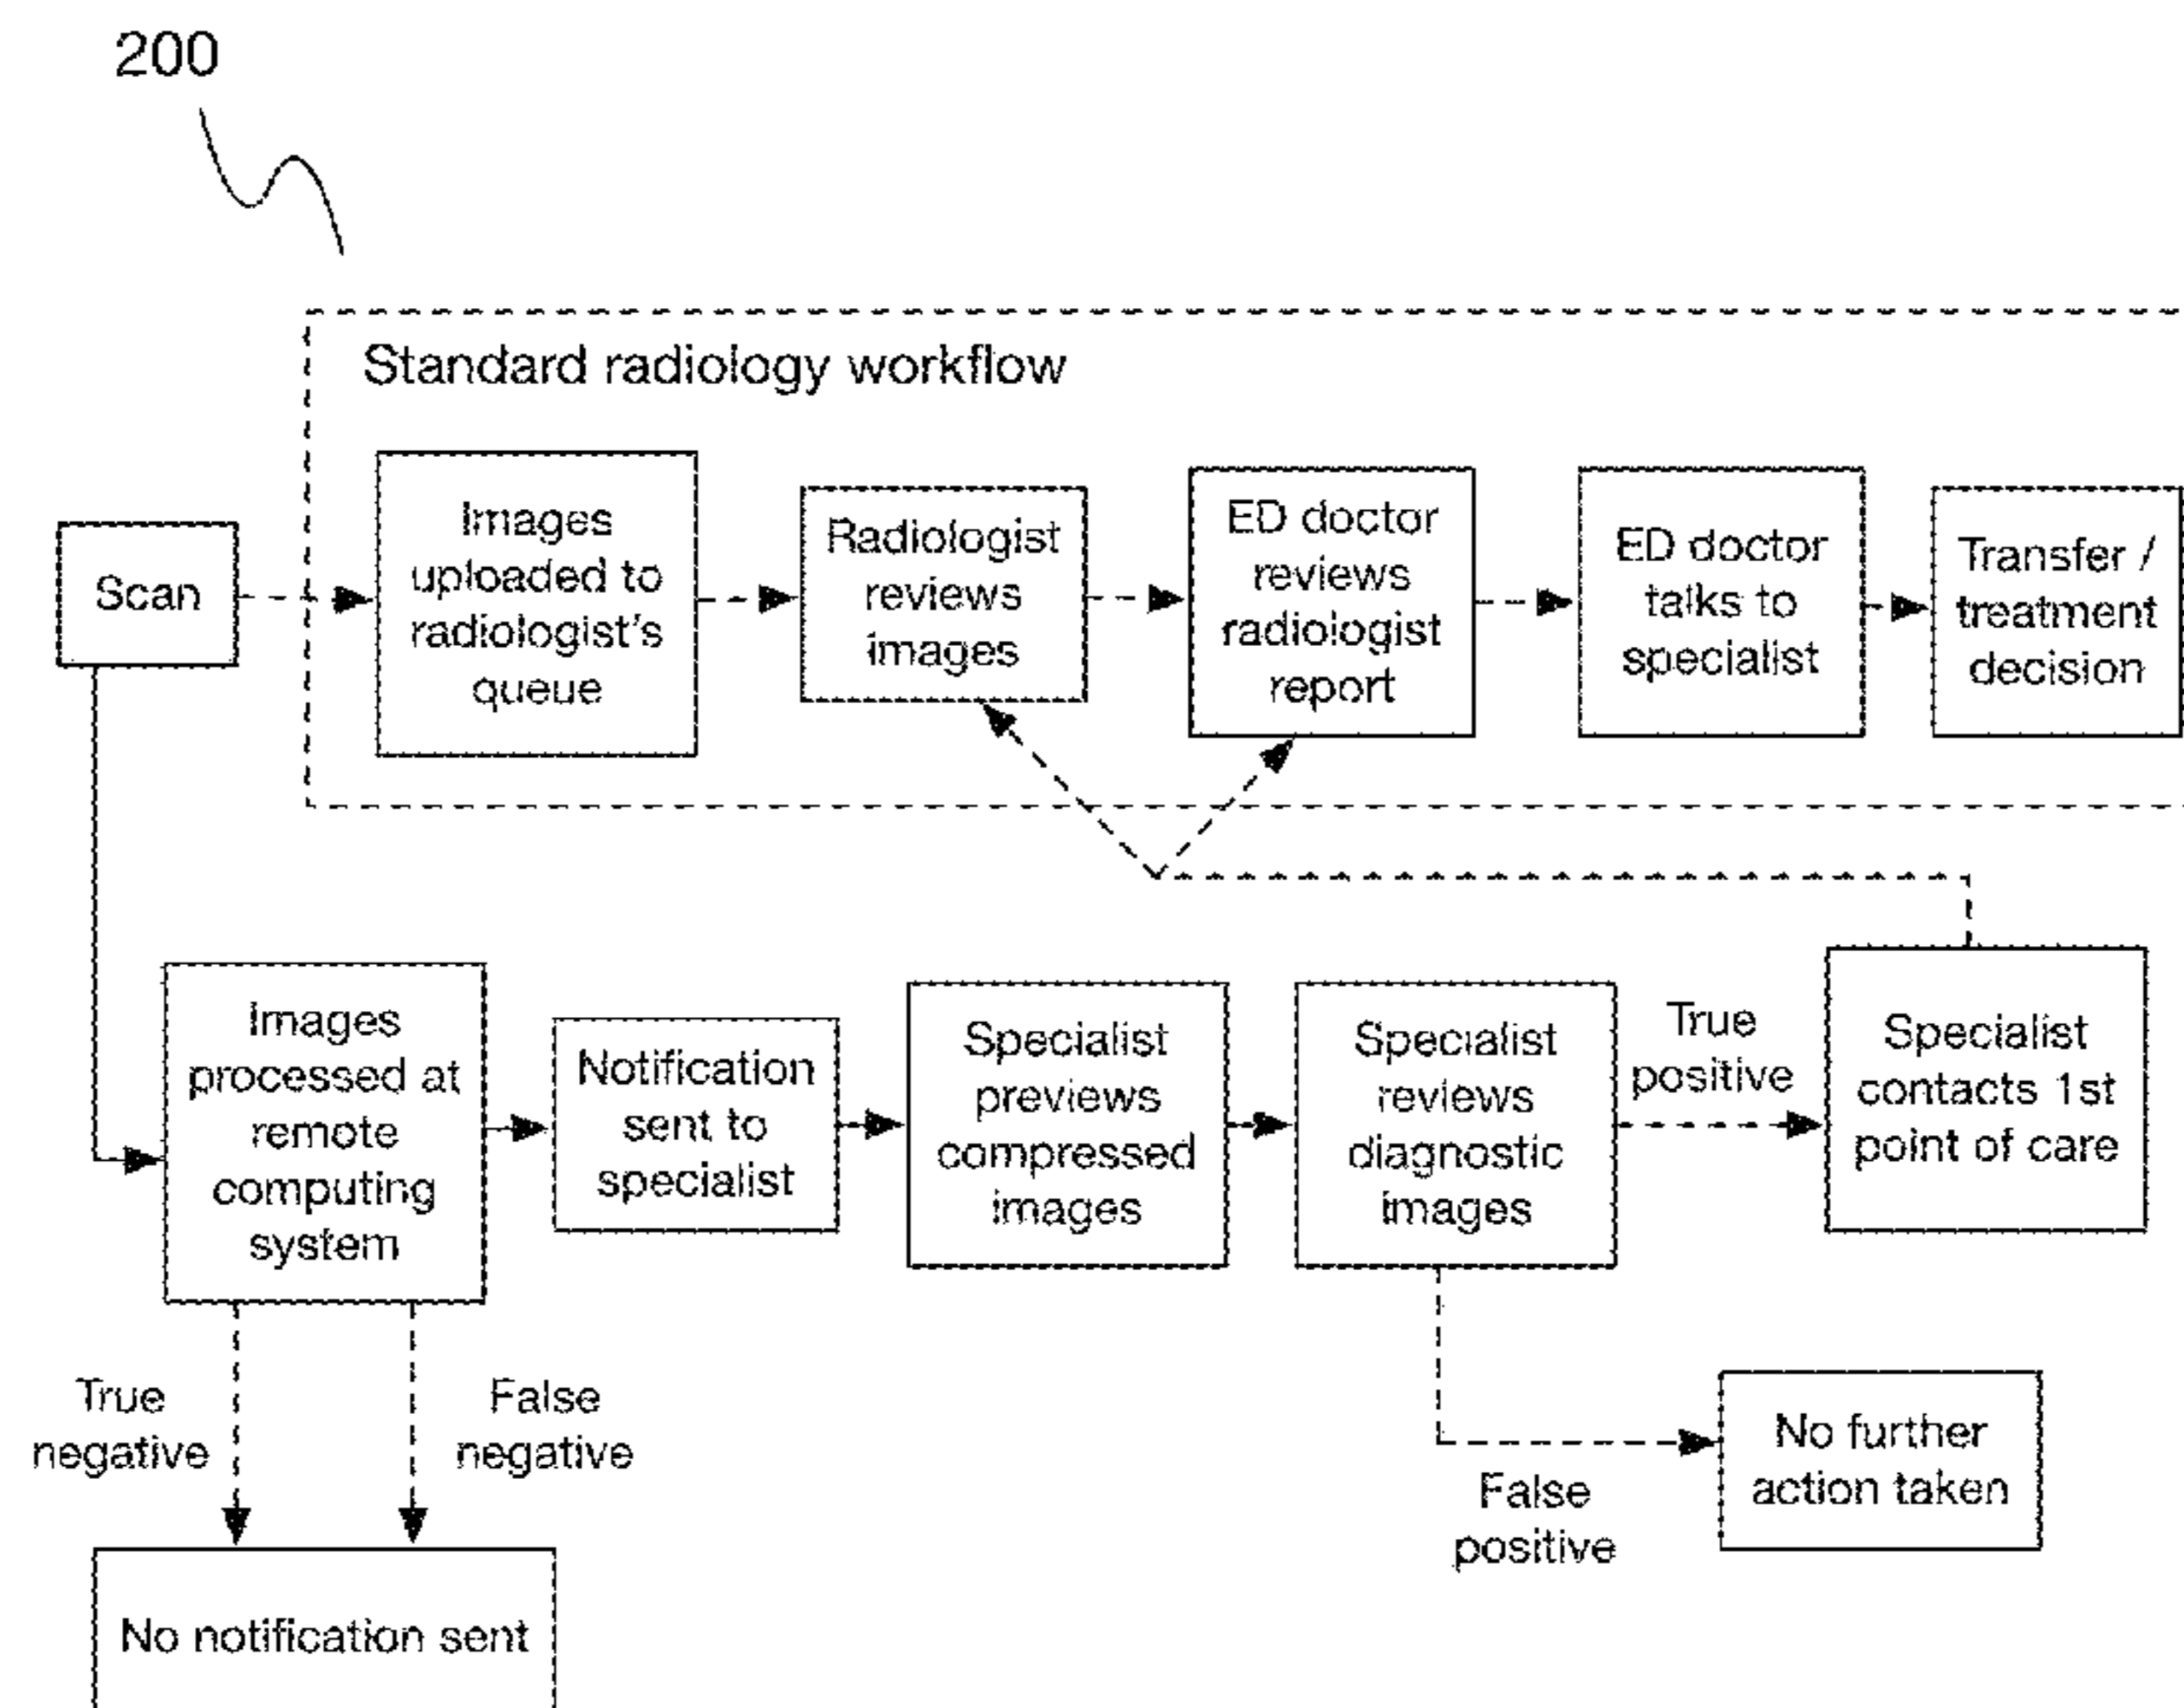 200
Standard radiology workflow
Scan
Images
uploaded to
radiologist's
queue
Radiologist
reviews
images
ED doctor
reviews
radiologist
report
ED doctor
talks to
specialist
Transfer /
treatment
decision
Images
processed at
remote
computing
system
Notification
sent to
specialist
Specialist
previews
compressed
images
Specialist
reviews
diagnostic
images
True
positive
Specialist
contacts 1st
point of care
True
negative
False
negative
False
positive
No further
action taken
No notification sent